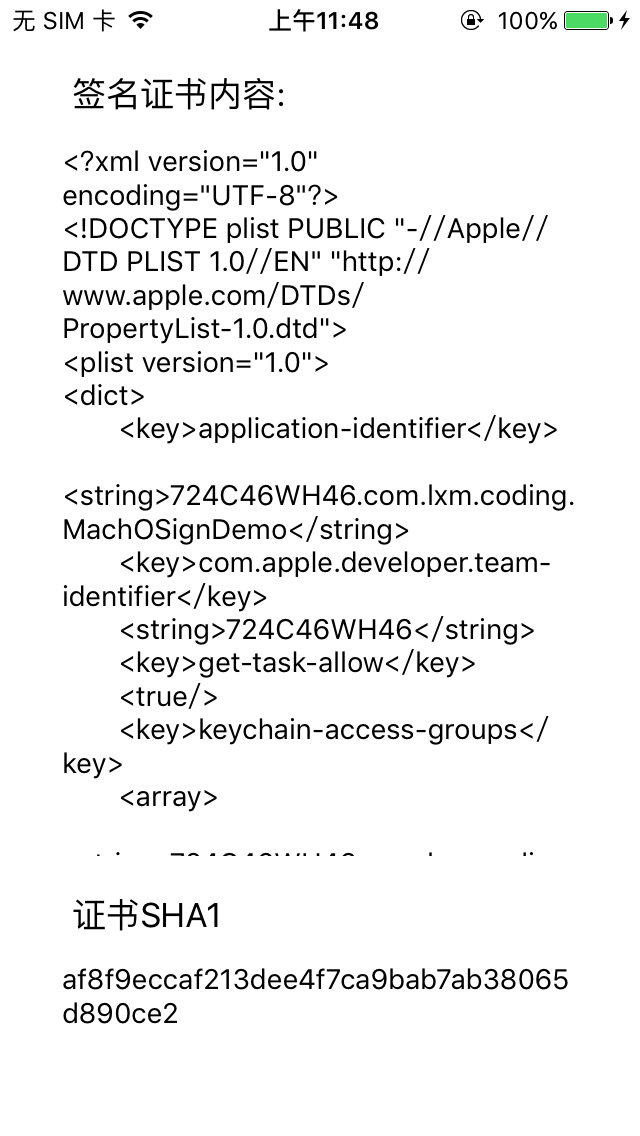 无 SIM 卡 上午11:48 100%
签名证书内容:
<?xml version="1.0"
encoding="UTF-8"?>
<!DOCTYPE plist PUBLIC "-//Apple//
DTD PLIST 1.0//EN" "http://
www.apple.com/DTDs/
PropertyList-1.0.dtd">
<plist version="1.0">
<dict>
<key>application-identifier</key>
<string>724C46WH46.com.lxm.coding.
MachOSignDemo</string>
<key>com.apple.developer.team-
identifier</key>
<string>724C46WH46</string>
<key>get-task-allow</key>
<true/>
<key>keychain-access-groups</
key>
<array>
证书SHA1
af8f9eccaf213dee4f7ca9bab7ab38065
d890ce2